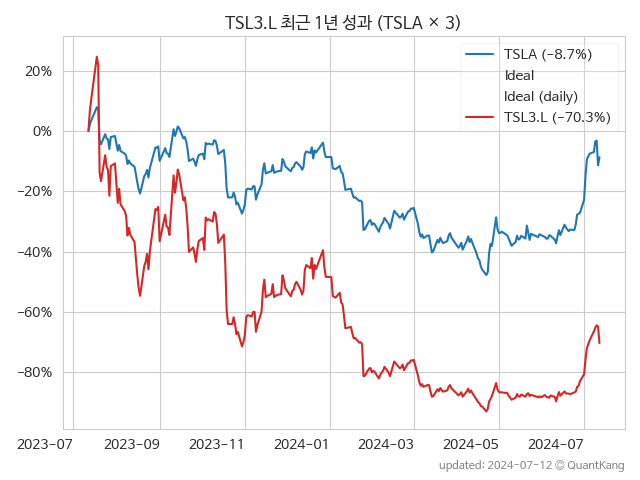 TSL3.L 최근 1년 성과 (TSLA × 3)
TSLA (−8.7%)
Ideal
Ideal (daily)
TSL3.L (−70.3%)
20%
0%
−20%
−40%
−60%
−80%
2023-07 2023-09 2023-11 2024-01 2024-03 2024-05 2024-07
updated: 2024-07-12 © QuantKang